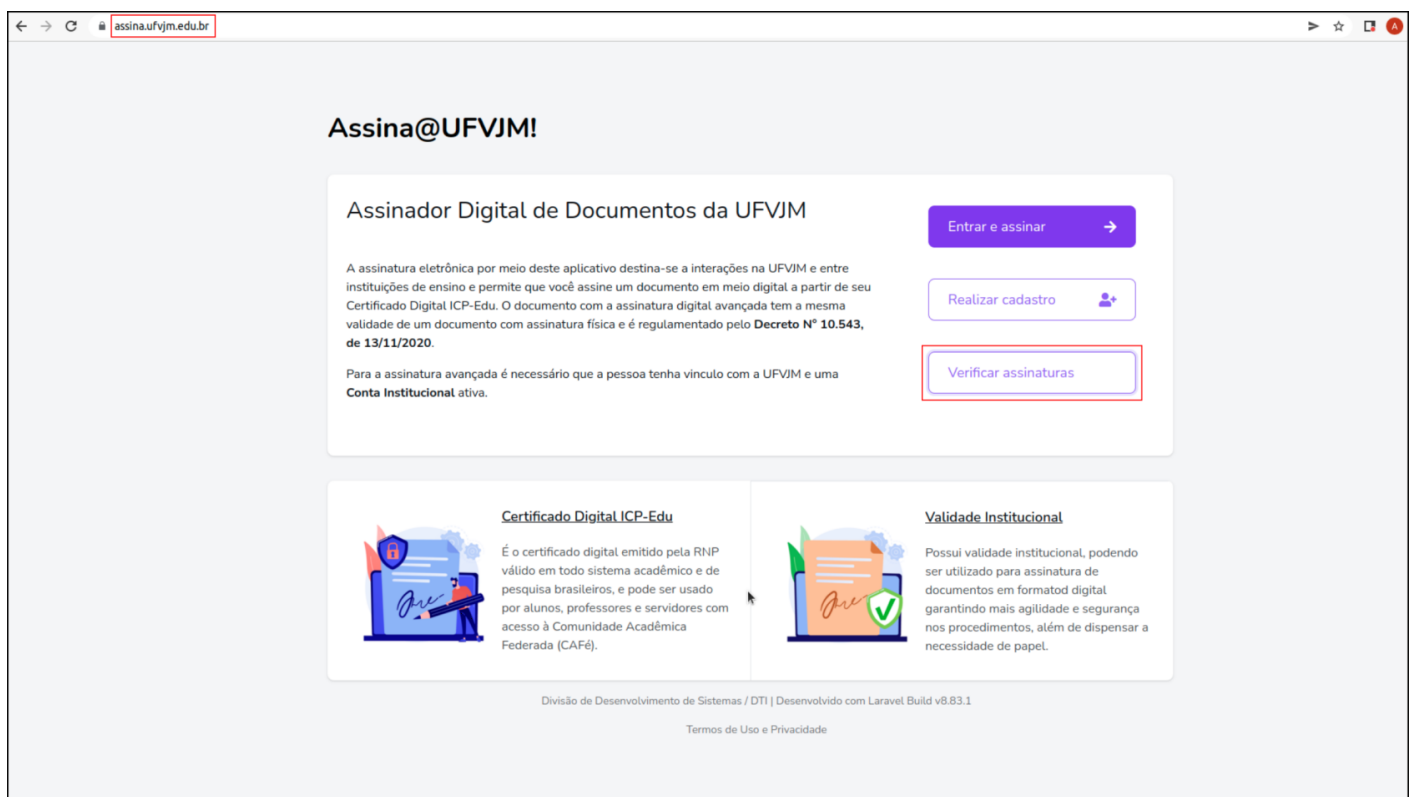 assina.ufvjm.edu.br
A
Assina@UFVJM!
Assinador Digital de Documentos da UFVJM
A assinatura eletrônica por meio deste aplicativo destina-se a interações na UFVJM e entre
instituições de ensino e permite que você assine um documento em meio digital a partir de seu
Certificado Digital ICP-Edu. O documento com a assinatura digital avançada tem a mesma
validade de um documento com assinatura física e é regulamentado pelo Decreto N° 10.543,
de 13/11/2020.
Para a assinatura avançada é necessário que a pessoa tenha vinculo com a UFVJM e uma
Conta Institucional ativa.
Entrar e assinar
Realizar cadastro
Verificar assinaturas
Certificado Digital ICP-Edu
É o certificado digital emitido pela RNP
válido em todo sistema acadêmico e de
pesquisa brasileiros, e pode ser usado
por alunos, professores e servidores com
acesso à Comunidade Acadêmica
Federada (CAFé).
Validade Institucional
Possui validade institucional, podendo
ser utilizado para assinatura de
documentos em formatod digital
garantindo mais agilidade e segurança
nos procedimentos, além de dispensar a
necessidade de papel.
Divisão de Desenvolvimento de Sistemas / DTI | Desenvolvido com Laravel Build v8.83.1
Termos de Uso e Privacidade